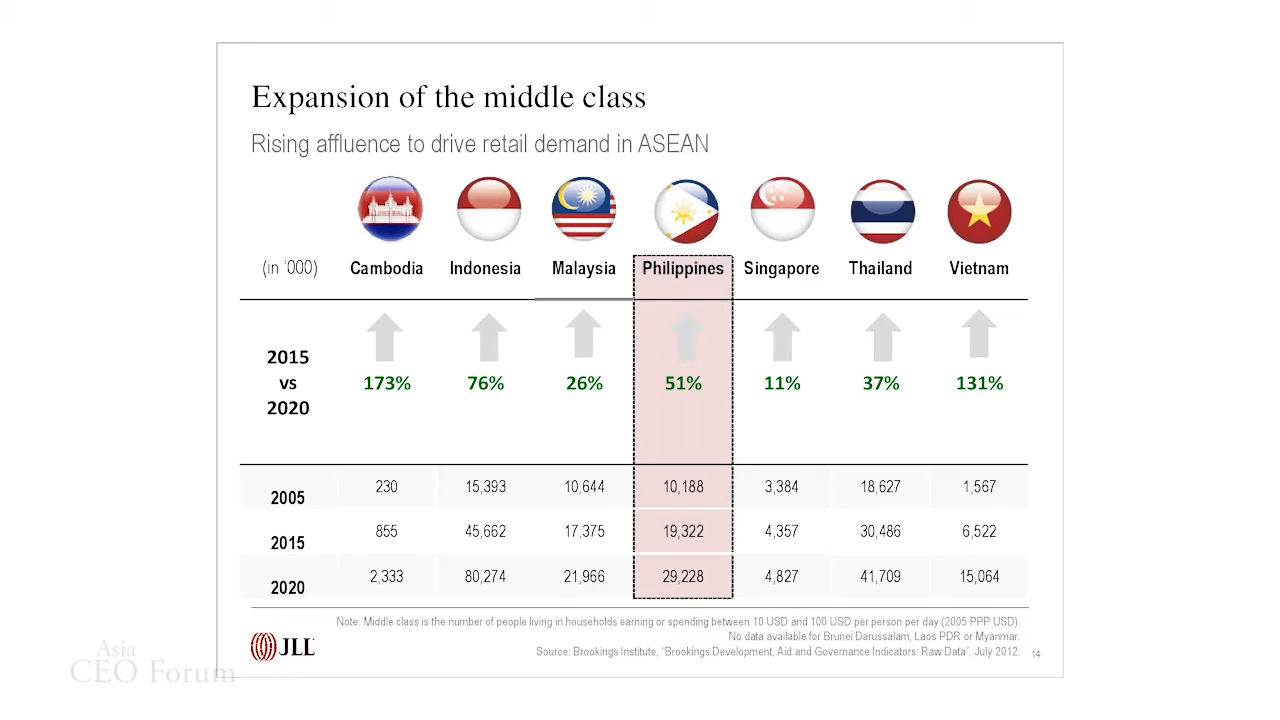 Expansion of the middle class
Rising affluence to drive retail demand in ASEAN
(in ‘000) Cambodia Indonesia Malaysia Philippines Singapore Thailand Vietnam
2015
vs
2020
173% 76% 26% 51% 11% 37% 131%
2005 230 15,393 10,644 10,188 3,384 18,627 1,567
2015 855 45,662 17,375 19,322 4,357 30,486 6,522
2020 2,333 80,274 21,966 29,228 4,827 41,709 15,064
Note: Middle class is the number of people living in households earning or spending between 10 USD and 100 USD per person per day (2005 PPP USD).
No data available for Brunei Darussalam, Laos PDR or Myanmar.
Source: Brookings Institute, “Brookings Development, Aid and Governance Indicators: Raw Data”, July 2012.
14
JLL
Asia
CEO Forum